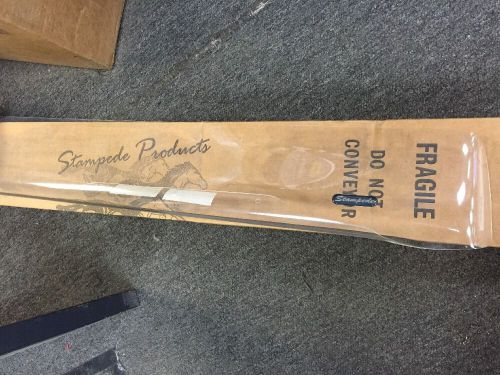 Stampede Products
FRAGILE
DO NOT
CONVEYOR
Stampede